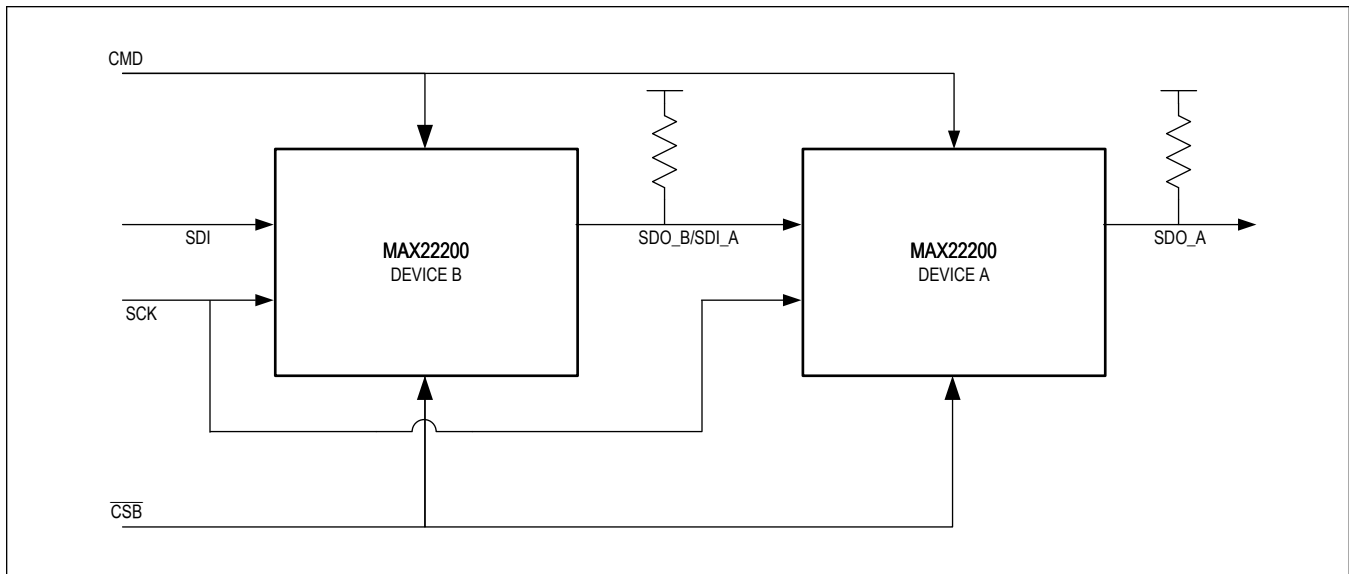 CMD
SDI
SDO_B/SDI_A
SDO_A
MAX22200
DEVICE B
MAX22200
DEVICE A
SCK
CSB